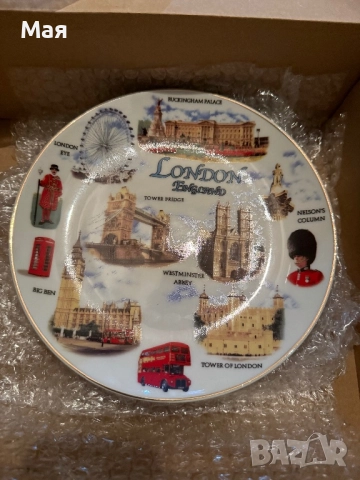 Мая
BUCKINGHAM PALACE
LONDON
EYE
LONDON
ENGLAND
TOWER BRIDGE
NELSON'S
COLUMN
WESTMINSTER
ABBEY
BIG BEN
TOWER OF LONDON
BAZAR